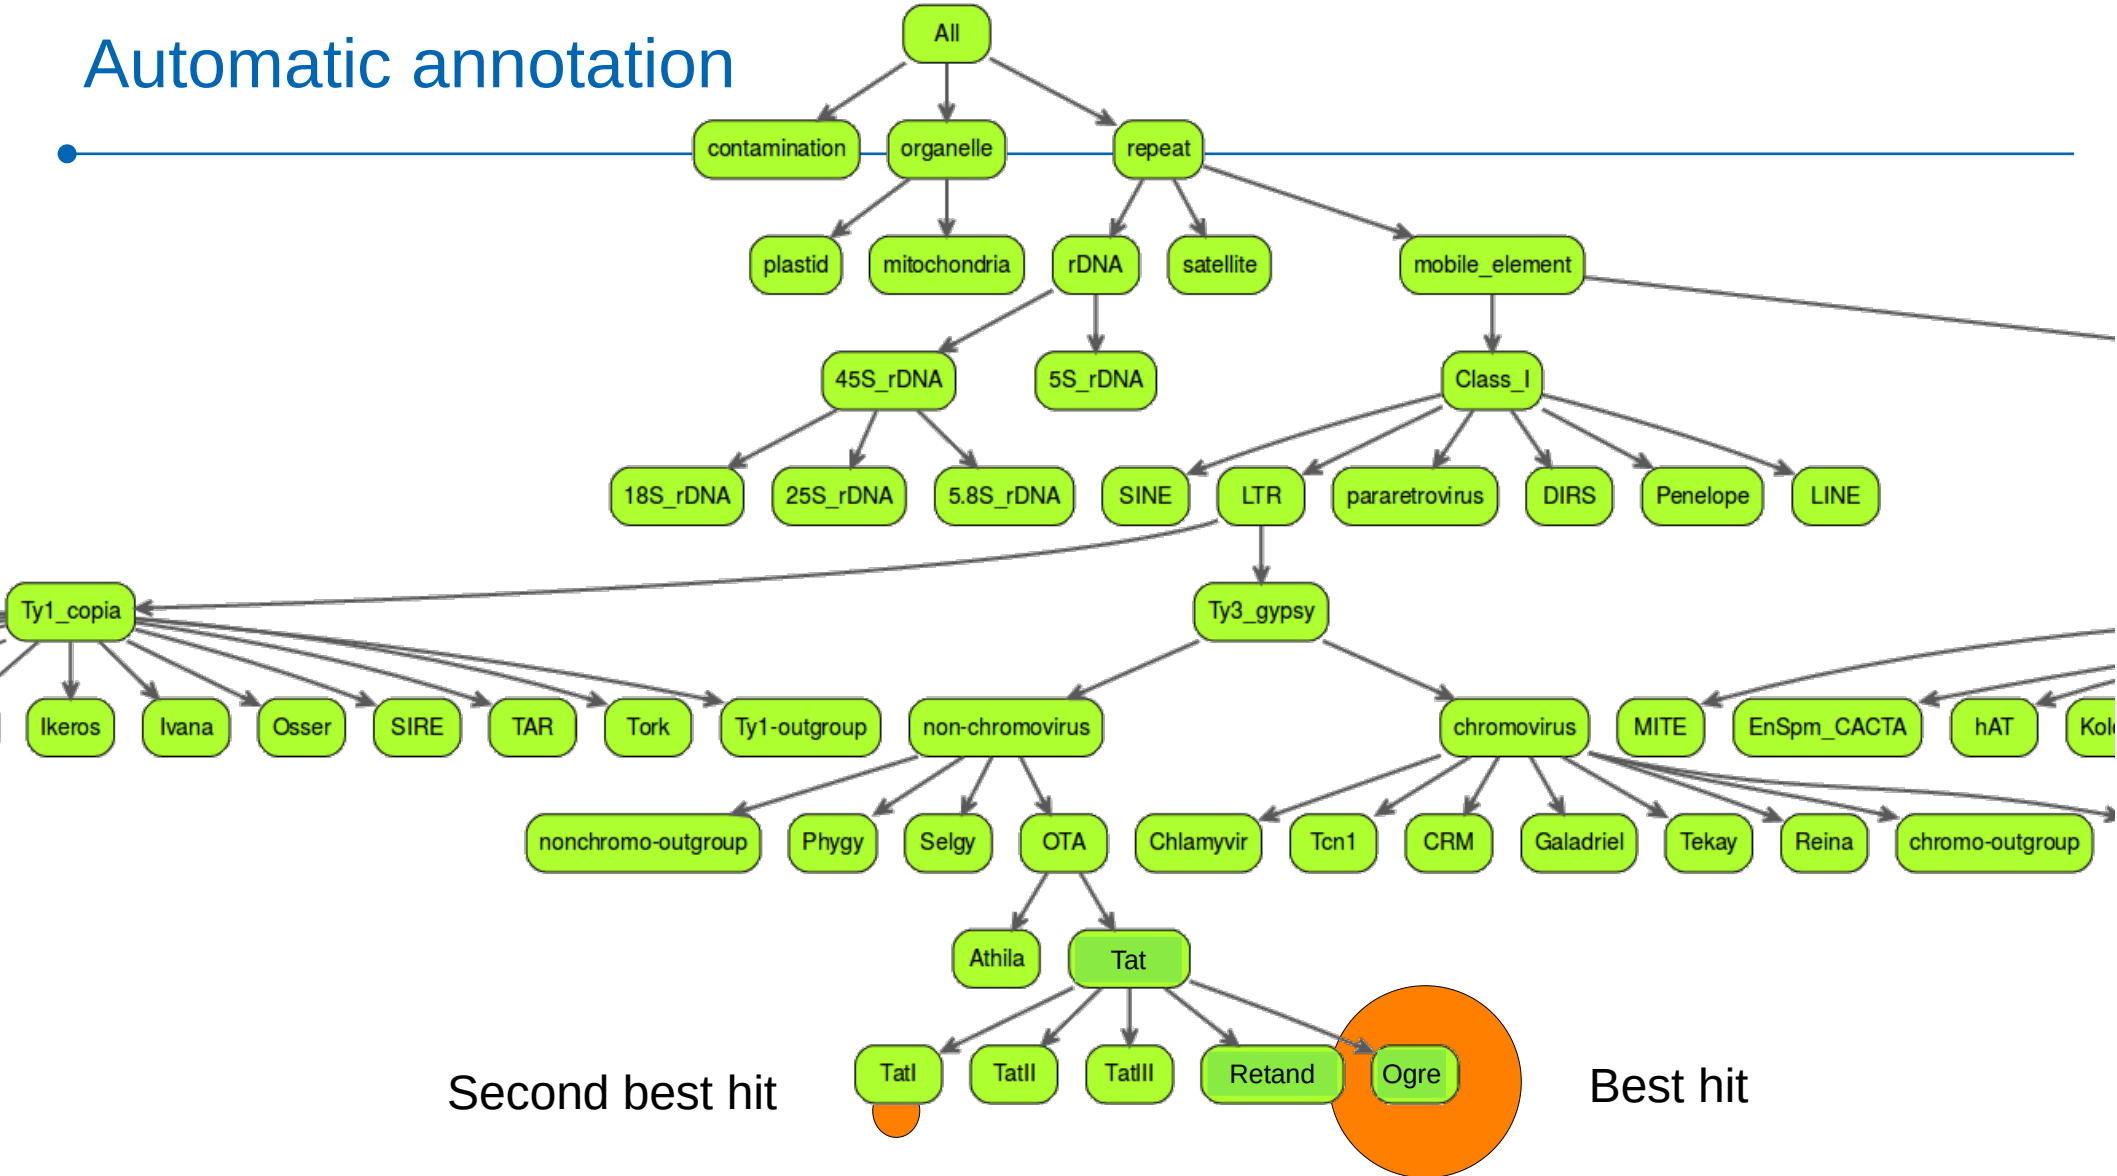 Automatic annotation
All
contamination
organelle
repeat
plastid
mitochondria
rDNA
satellite
mobile_element
45S_rDNA
5S_rDNA
Class_I
18S_rDNA
25S_rDNA
5.8S_rDNA
SINE
LTR
pararetrovirus
DIRS
Penelope
LINE
Ty1_copia
Ty3_gypsy
Ikeros
Ivana
Osser
SIRE
TAR
Tork
Ty1-outgroup
non-chromovirus
chromovirus
MITE
EnSpm_CACTA
hAT
nonchromo-outgroup
Phygy
Selgy
OTA
Chlamyvir
Tcn1
CRM
Galadriel
Tekay
Reina
chromo-outgroup
Athila
Tat
Second best hit
TatI
TatII
TatIII
Retand
Ogre
Best hit